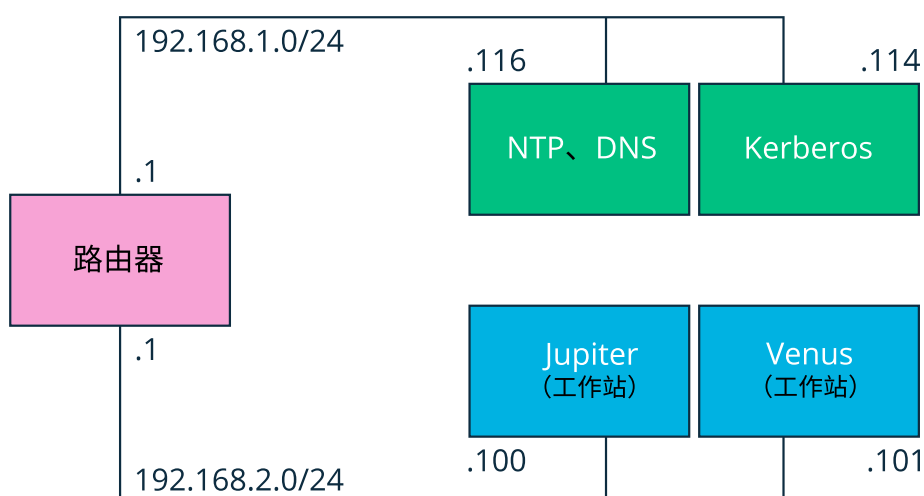 192.168.1.0/24
.116
.114
NTP、DNS
Kerberos
.1
路由器
.1
Jupiter
（工作站）
Venus
（工作站）
.100
.101
192.168.2.0/24